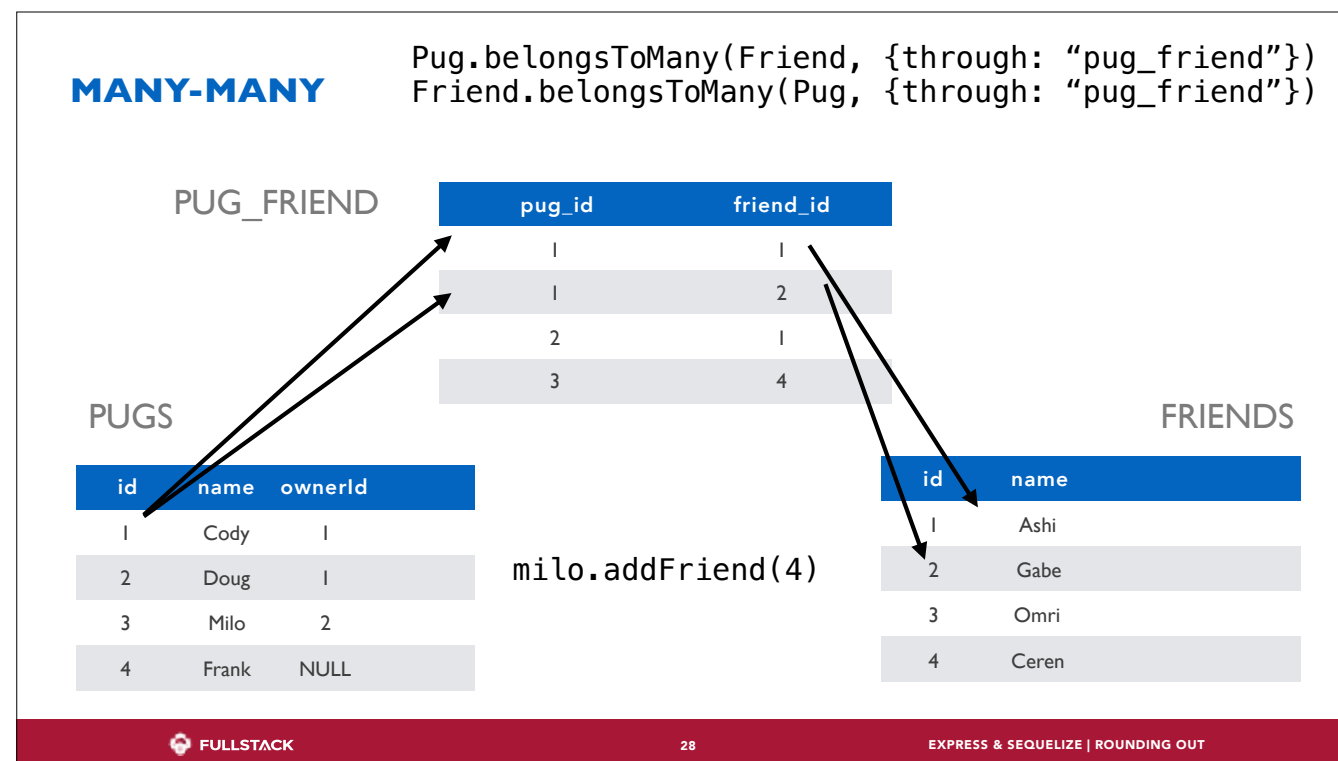 MANY-MANY
Pug.belongsToMany(Friend, {through: “pug_friend”})
Friend.belongsToMany(Pug, {through: “pug_friend”})
PUG_FRIEND
pug_id friend_id
1 1
1 2
2 1
3 4
PUGS
id name ownerId
1 Cody 1
2 Doug 1
3 Milo 2
4 Frank NULL
milo.addFriend(4)
FRIENDS
id name
1 Ashi
2 Gabe
3 Omri
4 Ceren
FULLSTACK
28
EXPRESS & SEQUELIZE | ROUNDING OUT